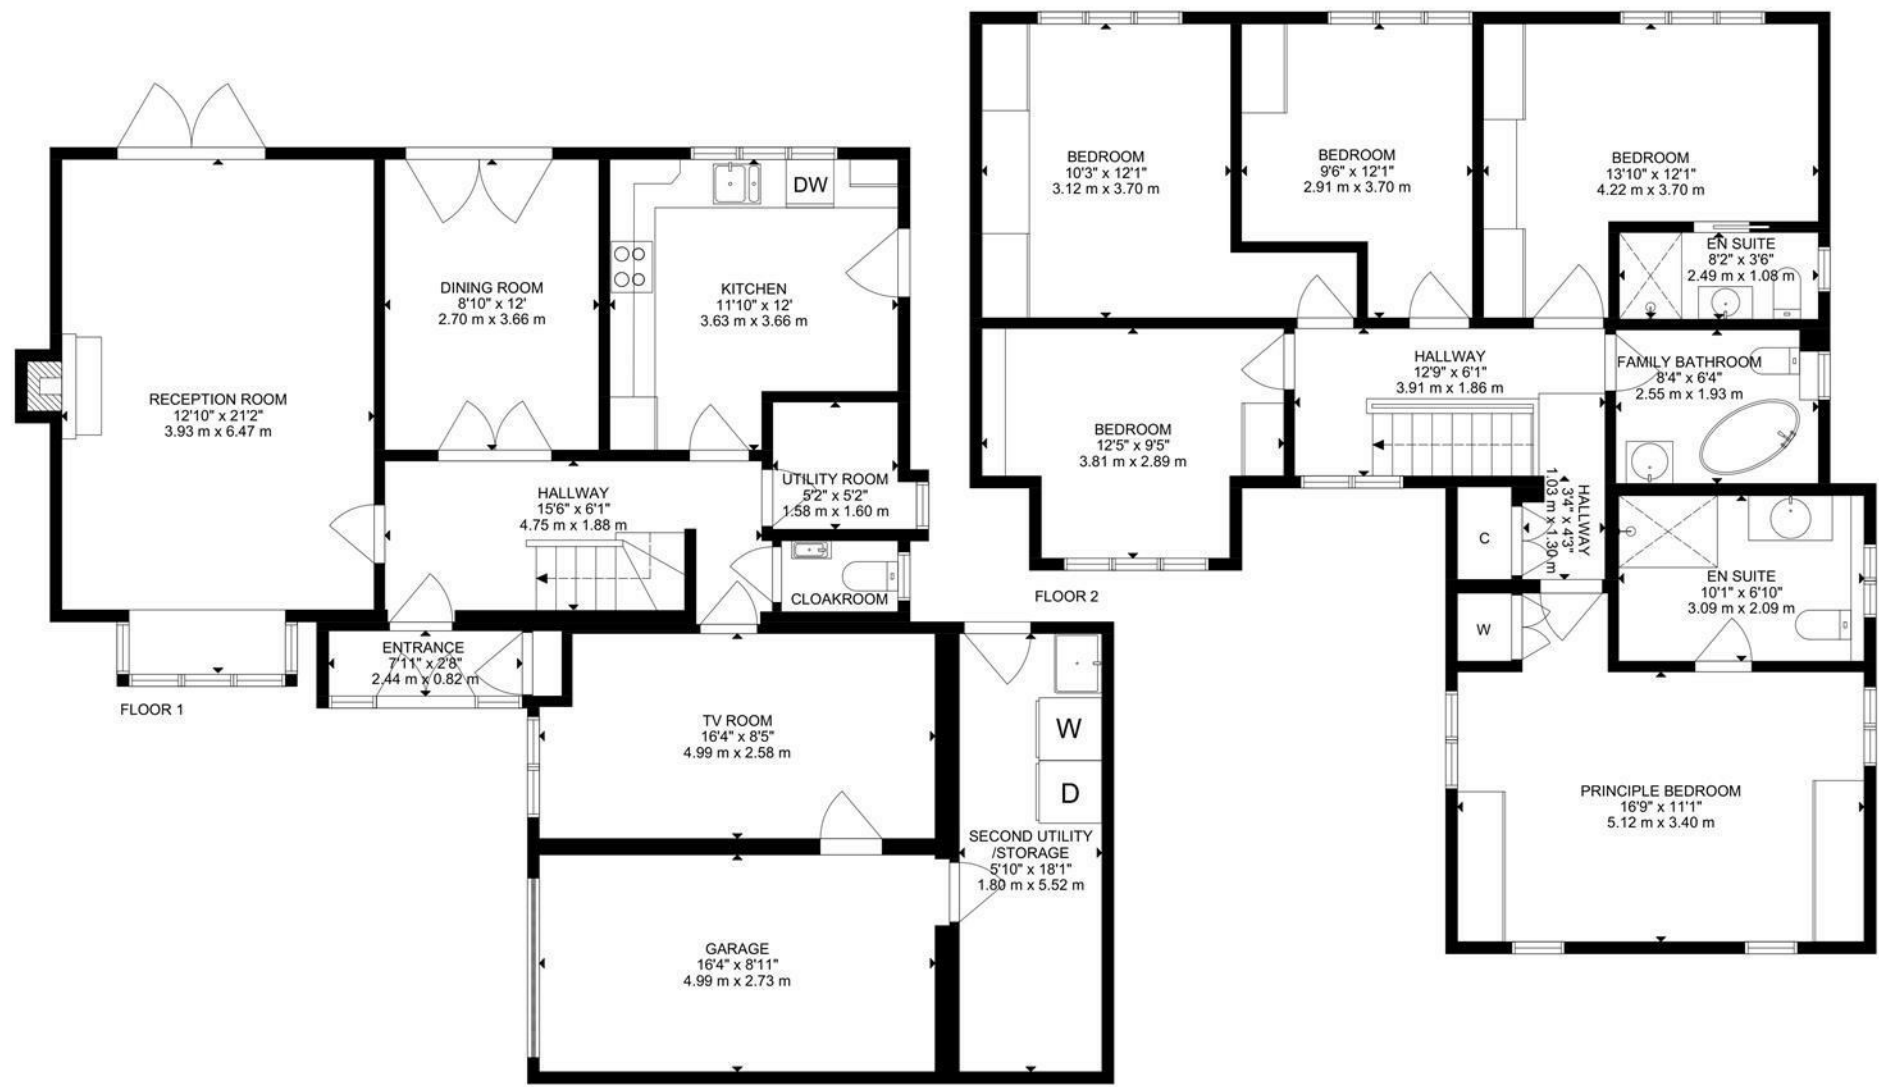 RECEPTION ROOM
12'10" x 21'2"
3.93 m x 6.47 m
DINING ROOM
8'10" x 12'
2.70 m x 3.66 m
DW
KITCHEN
11'10" x 12'
3.63 m x 3.66 m
UTILITY ROOM
5'2" x 5'2"
1.58 m x 1.60 m
HALLWAY
15'6" x 6'1"
4.75 m x 1.88 m
CLOAKROOM
ENTRANCE
7'11" x 2'8"
2.44 m x 0.82 m
FLOOR 1
TV ROOM
16'4" x 8'5"
4.99 m x 2.58 m
W
D
SECOND UTILITY
/STORAGE
5'10" x 18'1"
1.80 m x 5.52 m
GARAGE
16'4" x 8'11"
4.99 m x 2.73 m
BEDROOM
10'3" x 12'1"
3.12 m x 3.70 m
BEDROOM
9'6" x 12'1"
2.91 m x 3.70 m
BEDROOM
13'10" x 12'1"
4.22 m x 3.70 m
EN SUITE
8'2" x 3'6"
2.49 m x 1.08 m
HALLWAY
12'9" x 6'1"
3.91 m x 1.86 m
FAMILY BATHROOM
8'4" x 6'4"
2.55 m x 1.93 m
BEDROOM
12'5" x 9'5"
3.81 m x 2.89 m
HALLWAY
3'4" x 4'3"
1.03 m x 1.30 m
C
EN SUITE
10'1" x 6'10"
3.09 m x 2.09 m
FLOOR 2
W
PRINCIPLE BEDROOM
16'9" x 11'1"
5.12 m x 3.40 m